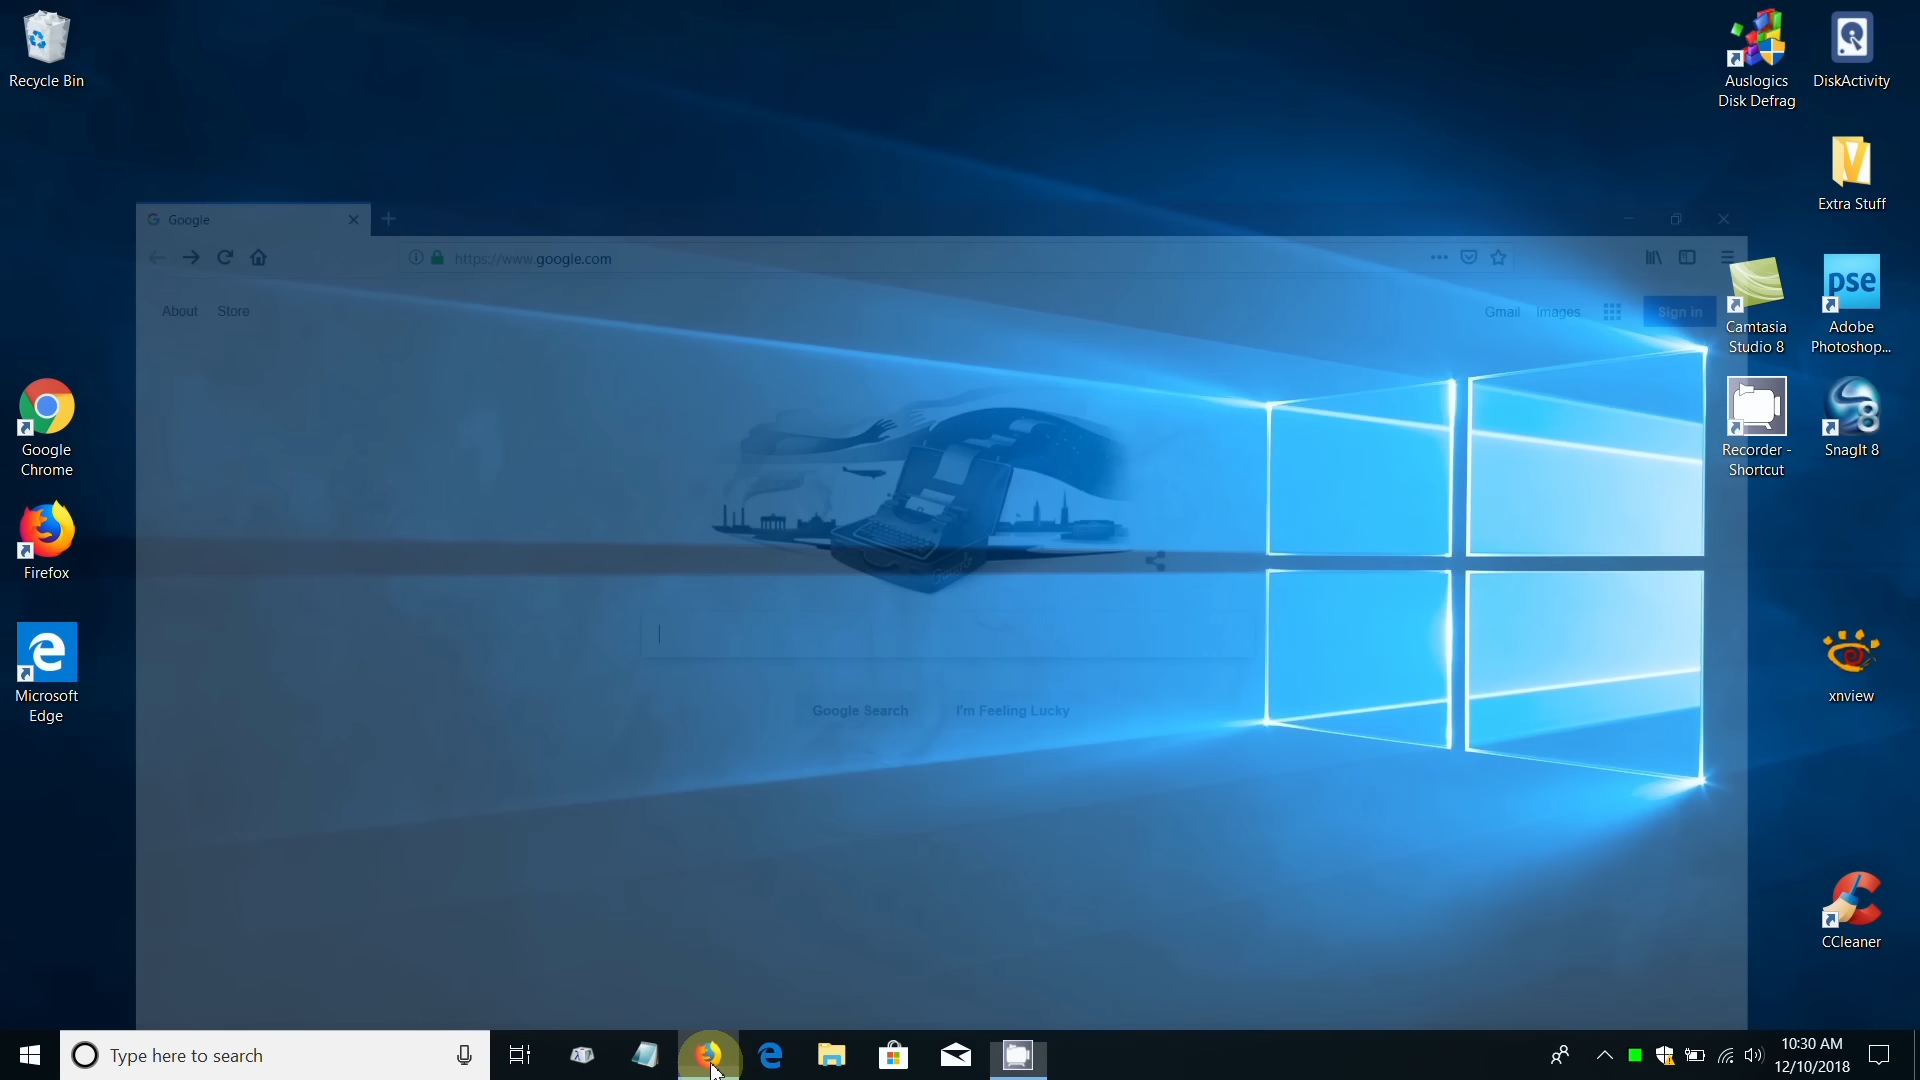 Recycle Bin
Auslogics
Disk Defrag
DiskActivity
Extra Stuff
Google
https://www.google.com
About
Store
Gmail
Images
Sign in
Camtasia
Studio 8
pse
Adobe
Photoshop...
Google
Chrome
Recorder -
Shortcut
8
SnagIt 8
Firefox
Google Search
I'm Feeling Lucky
Microsoft
Edge
xnview
CCleaner
Type here to search
10:30 AM
12/10/2018